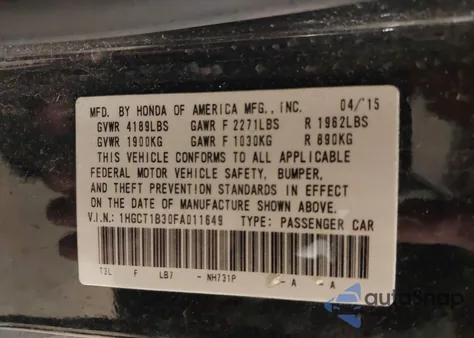 MFD. BY HONDA OF AMERICA MFG., INC. 04/'15
GVWR 4189LBS GAWR F 2271LBS R 1962LBS
GVWR 1900KG GAWR F 1030KG R 890KG
THIS VEHICLE CONFORMS TO ALL APPLICABLE
FEDERAL MOTOR VEHICLE SAFETY, BUMPER,
AND THEFT PREVENTION STANDARDS IN EFFECT
ON THE DATE OF MANUFACTURE SHOWN ABOVE.
V.I.N.: 1HGCT1B30FA011649 TYPE: PASSENGER CAR
T3L F LB7 - NH731P - A - A
autoSnap